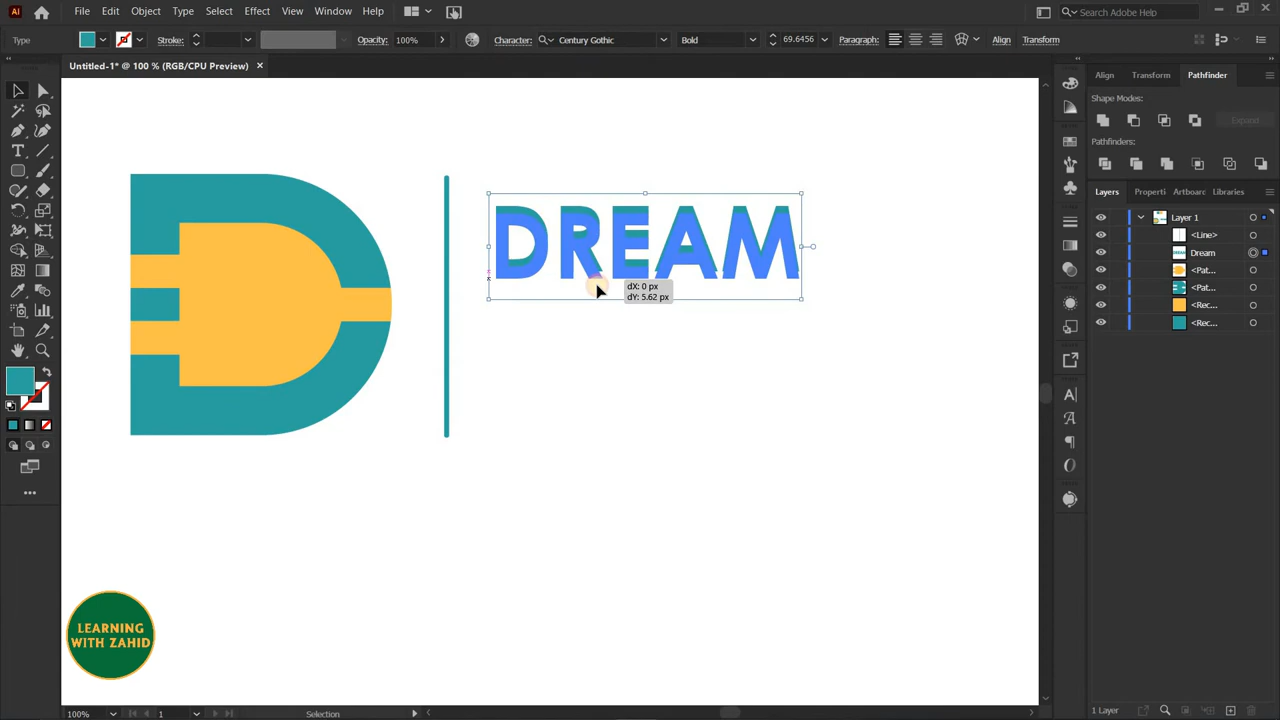 Ai File Edit Object Type Select Effect View Window Help Search Adobe Help
Type Stroke: Opacity: 100% Character: Century Gothic Bold 69.6456 Paragraph: Align Transform
Untitled-1* @ 100 % (RGB/CPU Preview) ×
Align Transform Pathfinder
Shape Modes:
Expand
Pathfinders:
Layers Properti Artboar Libraries
Layer 1
<Line>
Dream
<Pat...
<Pat...
<Rec...
<Rec...
DREAM
dX: 0 px
dY: 5.62 px
LEARNING
WITH ZAHID
100% 1 Selection 1 Layer